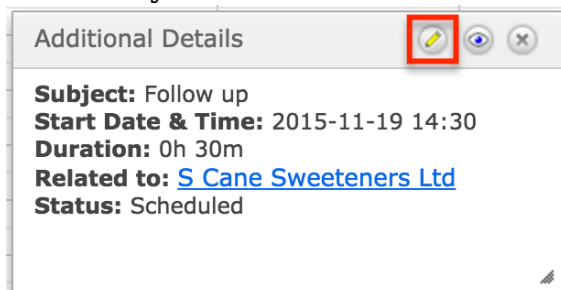 Additional Details
Subject: Follow up
Start Date & Time: 2015-11-19 14:30
Duration: 0h 30m
Related to: S Cane Sweeteners Ltd
Status: Scheduled